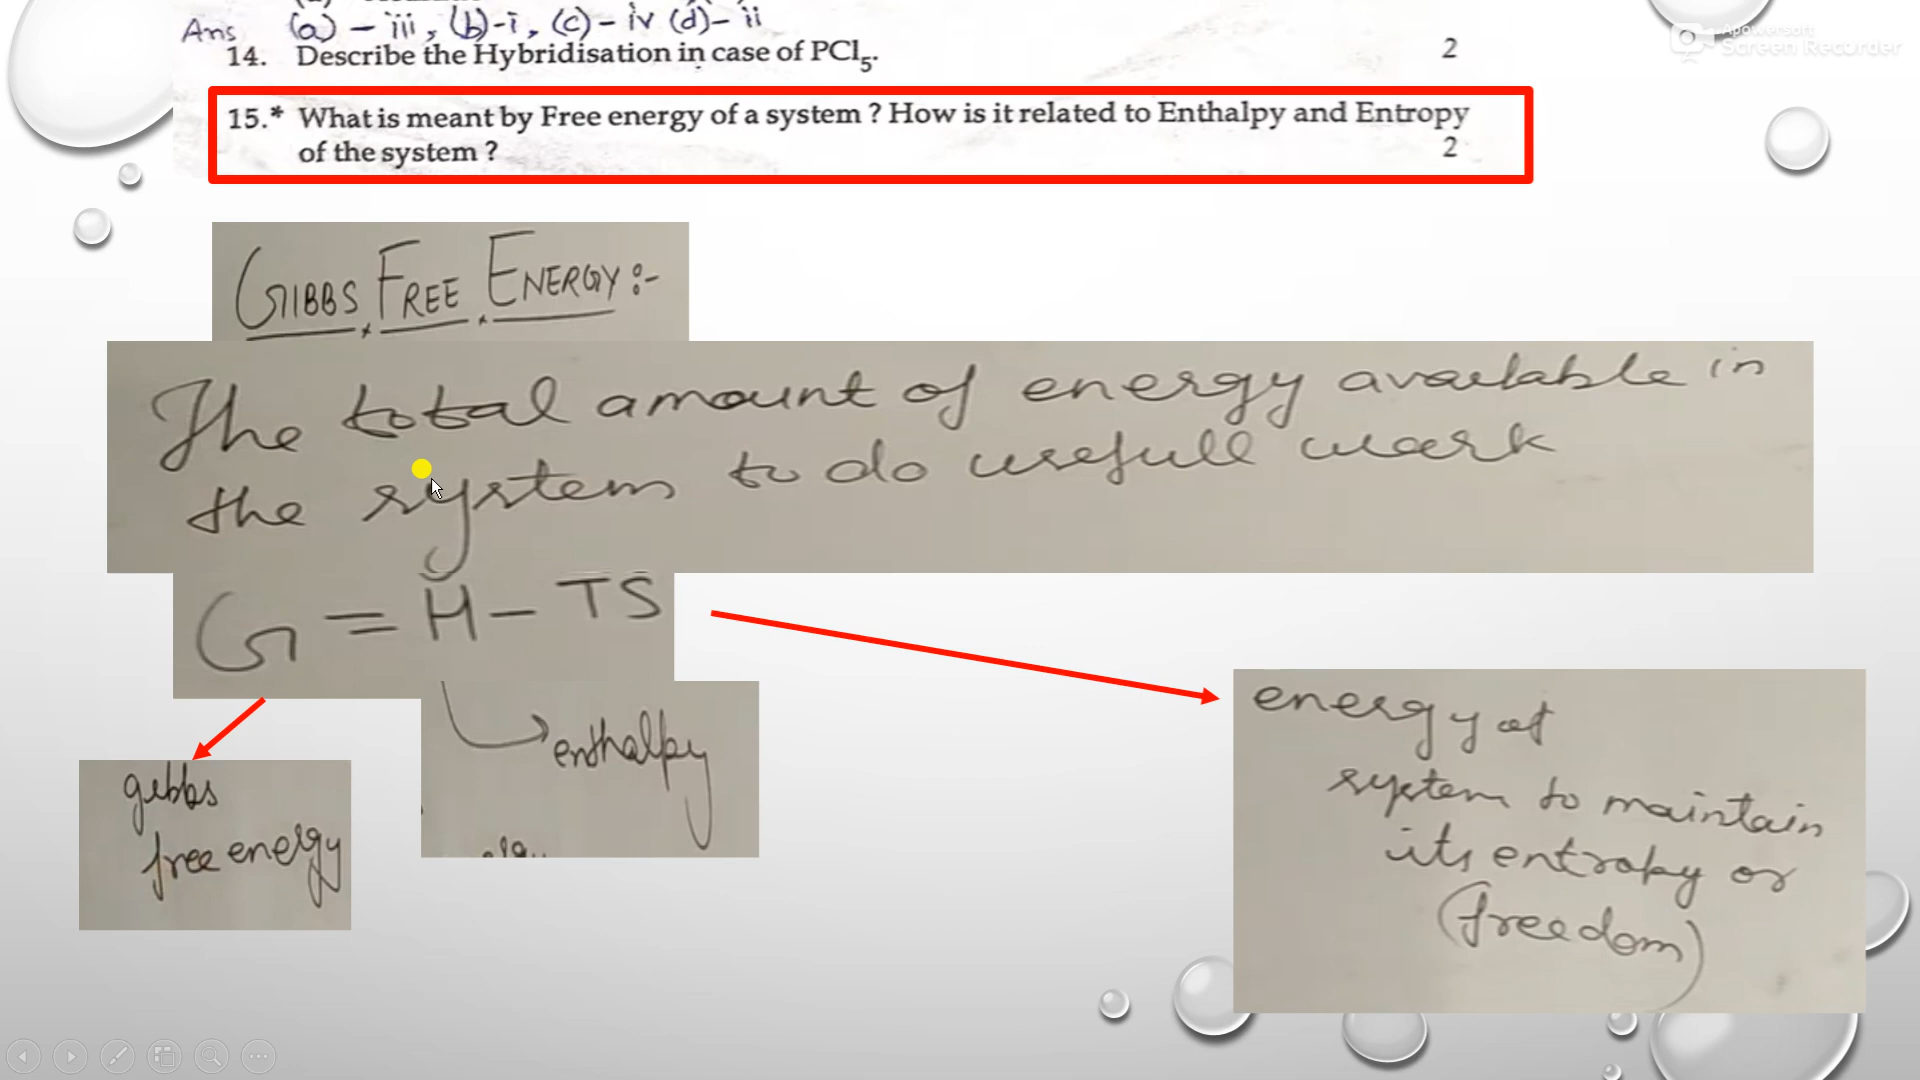 Ans (a) – iii, (b)-i, (c)- iv (d)- ii
14. Describe the Hybridisation in case of PCl5. 2
15.* What is meant by Free energy of a system ? How is it related to Enthalpy and Entropy
of the system ? 2
GIBBS FREE ENERGY:-
The total amount of energy available in
the system to do usefull work
G = H – TS
enthalpy
gibbs
free energy
energy of
system to maintain
its entropy or
(freedom)
Apowersoft
Screen Recorder